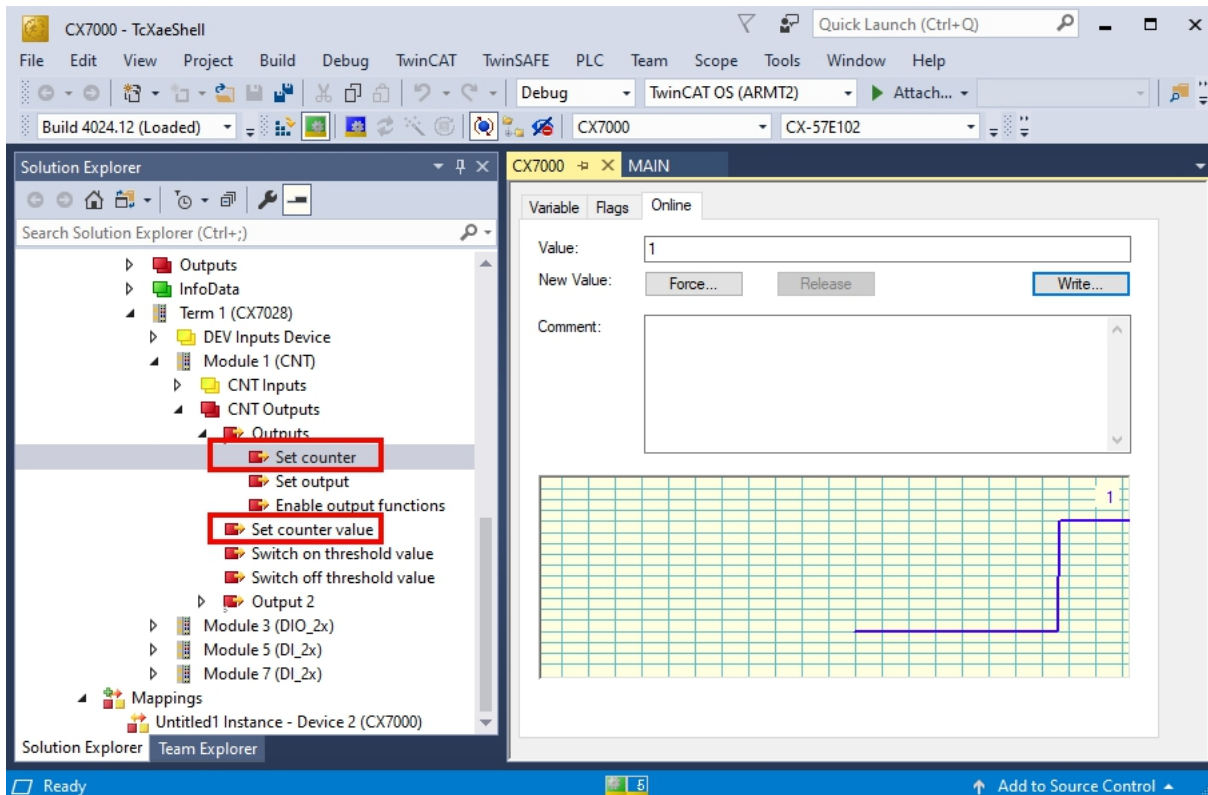 CX7000 - TcXaeShell
Quick Launch (Ctrl+Q)
File Edit View Project Build Debug TwinCAT TwinSAFE PLC Team Scope Tools Window Help
Debug TwinCAT OS (ARMT2) Attach...
Build 4024.12 (Loaded) CX7000 CX-57E102
Solution Explorer
CX7000 MAIN
Search Solution Explorer (Ctrl+;)
Outputs
InfoData
Term 1 (CX7028)
DEV Inputs Device
Module 1 (CNT)
CNT Inputs
CNT Outputs
Outputs
Set counter
Set output
Enable output functions
Set counter value
Switch on threshold value
Switch off threshold value
Output 2
Module 3 (DIO_2x)
Module 5 (DI_2x)
Module 7 (DI_2x)
Mappings
Untitled1 Instance - Device 2 (CX7000)
Solution Explorer Team Explorer
Variable Flags Online
Value: 1
New Value: Force... Release Write...
Comment:
1
Ready 5 Add to Source Control